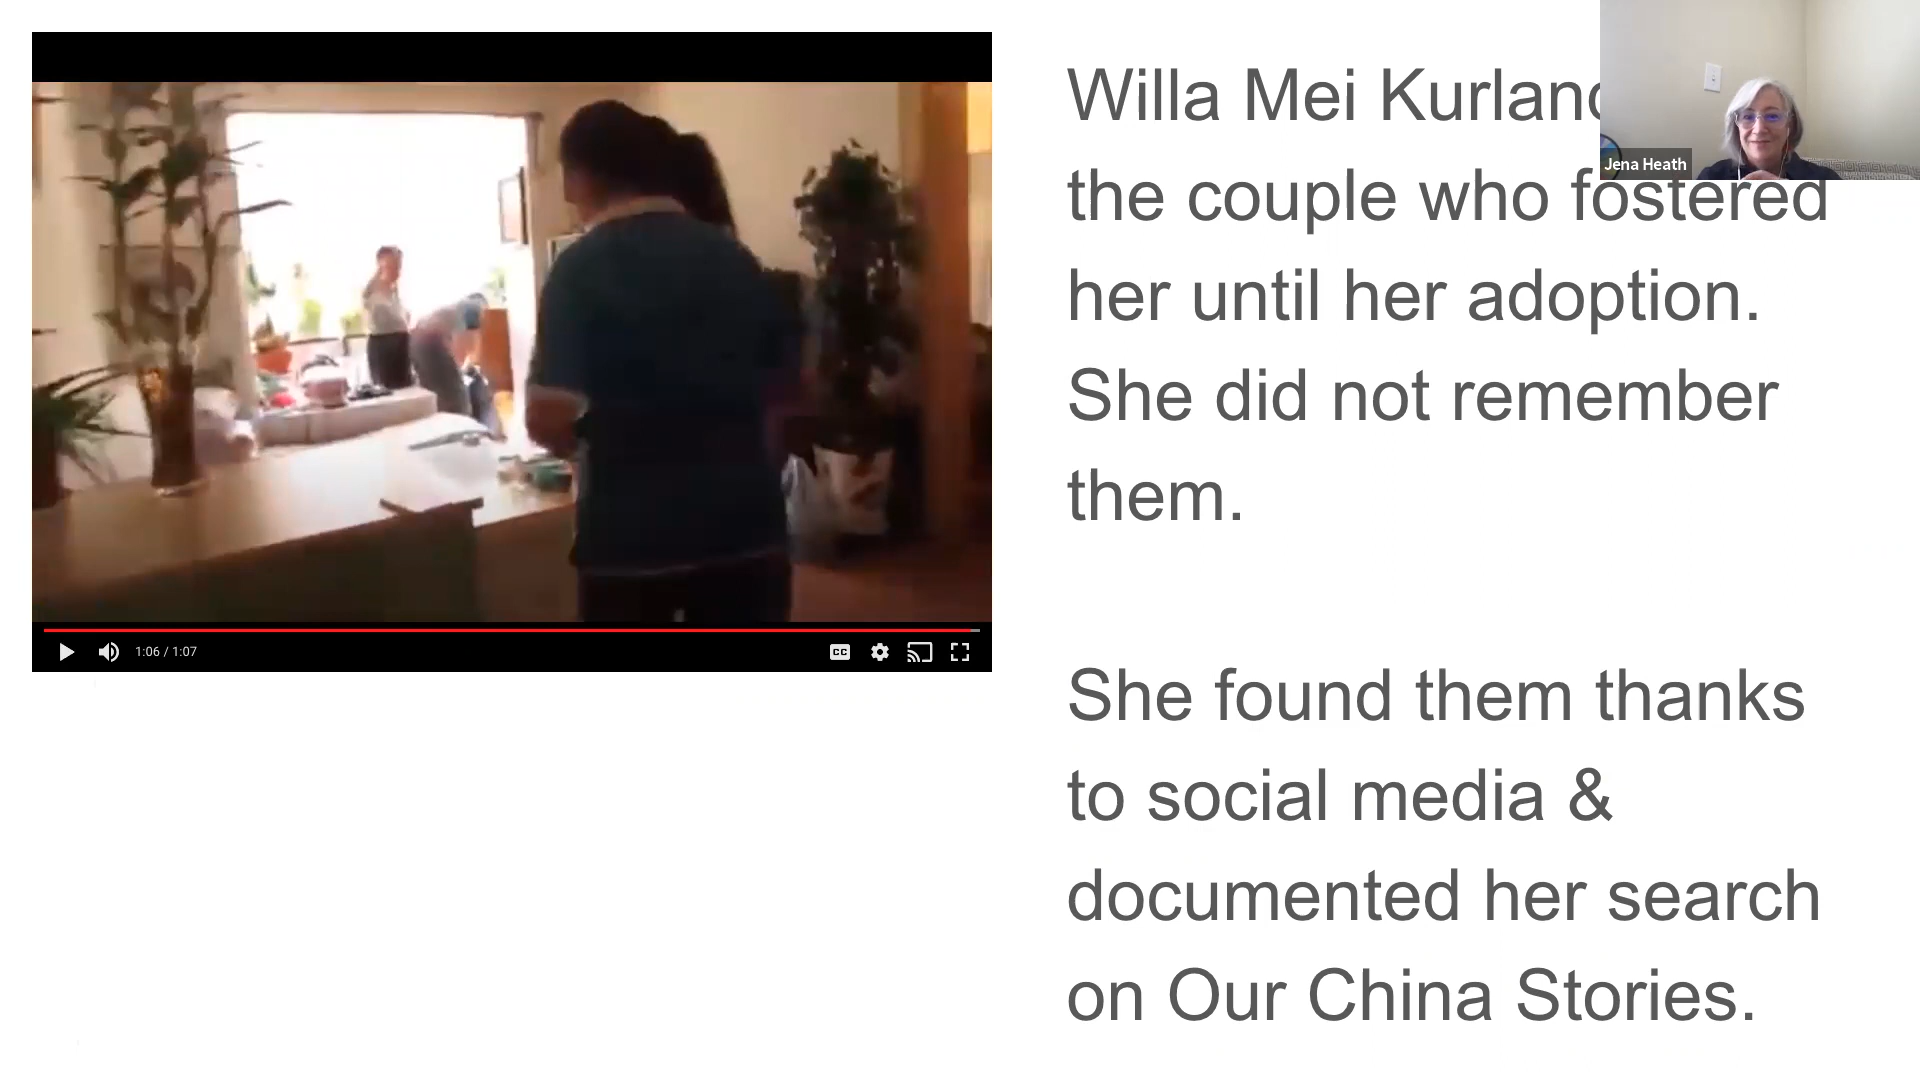 Willa Mei
the couple who fostered
her until her adoption.
She did not remember
them.
She found them thanks
to social media &
documented her search
on Our China Stories.
Jena Heath
1:06 / 1:07
CC